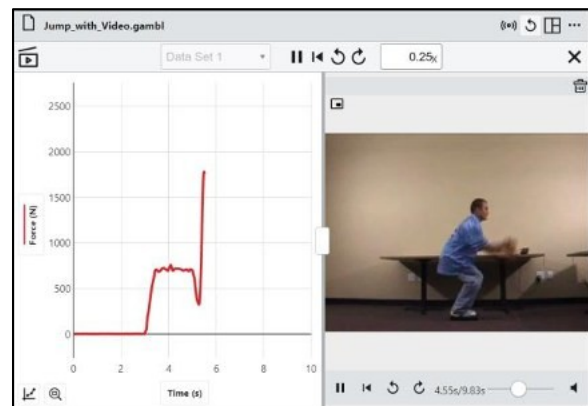 Jump_with_Video.gambl
Data Set 1
0.25x
2500
2000
1500
1000
500
0
Force (N)
0 2 4 6 8 10
Time (s)
4.55s/9.83s